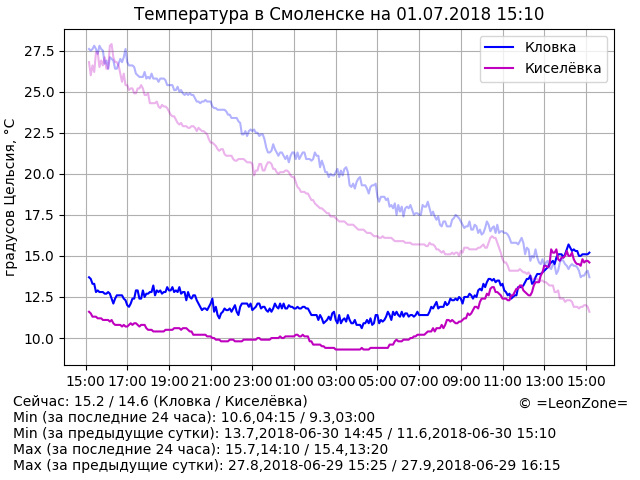 Температура в Смоленске на 01.07.2018 15:10
Кловка
Киселёвка
градусов Цельсия, °C
27.5
25.0
22.5
20.0
17.5
15.0
12.5
10.0
15:00 17:00 19:00 21:00 23:00 01:00 03:00 05:00 07:00 09:00 11:00 13:00 15:00
Сейчас: 15.2 / 14.6 (Кловка / Киселёвка)
© =LeonZone=
Min (за последние 24 часа): 10.6,04:15 / 9.3,03:00
Min (за предыдущие сутки): 13.7,2018-06-30 14:45 / 11.6,2018-06-30 15:10
Max (за последние 24 часа): 15.7,14:10 / 15.4,13:20
Max (за предыдущие сутки): 27.8,2018-06-29 15:25 / 27.9,2018-06-29 16:15